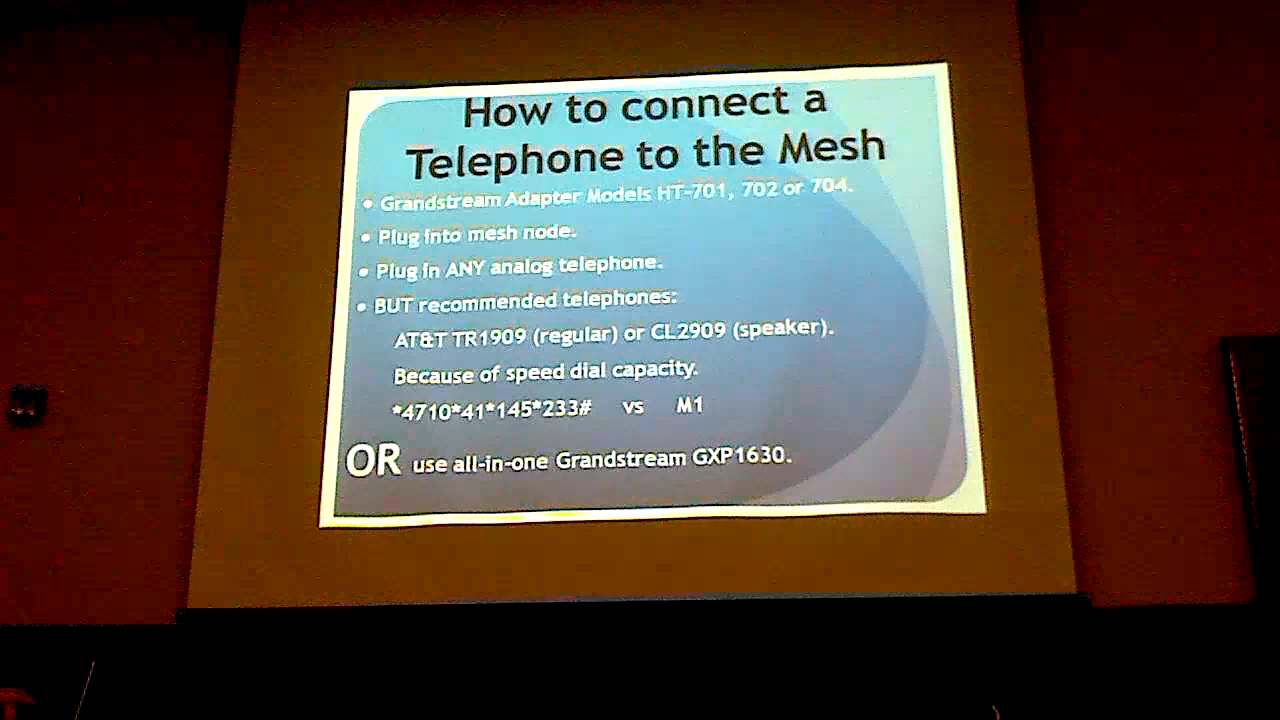 How to connect a
Telephone to the Mesh
• Grandstream Adapter Models HT-701, 702 or 704.
• Plug into mesh node.
• Plug in ANY analog telephone.
• BUT recommended telephones:
AT&T TR1909 (regular) or CL2909 (speaker).
Because of speed dial capacity.
*4710*41*145*233# vs M1
OR use all-in-one Grandstream GXP1630.